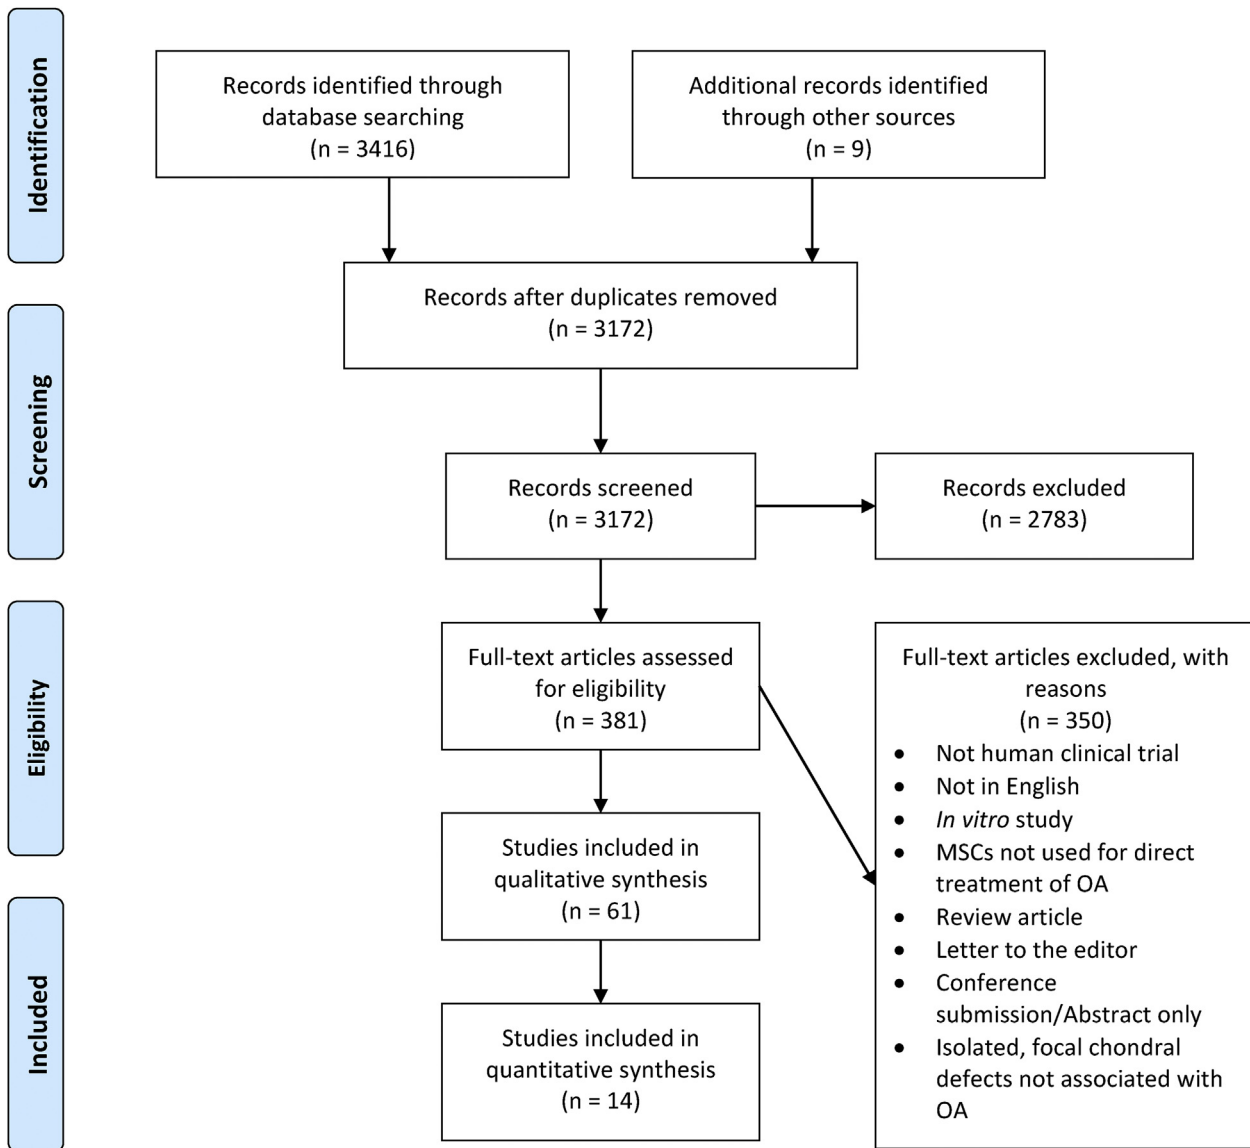 Identification
Records identified through
database searching
(n = 3416)
Additional records identified
through other sources
(n = 9)
Records after duplicates removed
(n = 3172)
Screening
Records screened
(n = 3172)
Records excluded
(n = 2783)
Eligibility
Full-text articles assessed
for eligibility
(n = 381)
Full-text articles excluded, with
reasons
(n = 350)
• Not human clinical trial
• Not in English
• In vitro study
• MSCs not used for direct
treatment of OA
• Review article
• Letter to the editor
• Conference
submission/Abstract only
• Isolated, focal chondral
defects not associated with
OA
Studies included in
qualitative synthesis
(n = 61)
Included
Studies included in
quantitative synthesis
(n = 14)